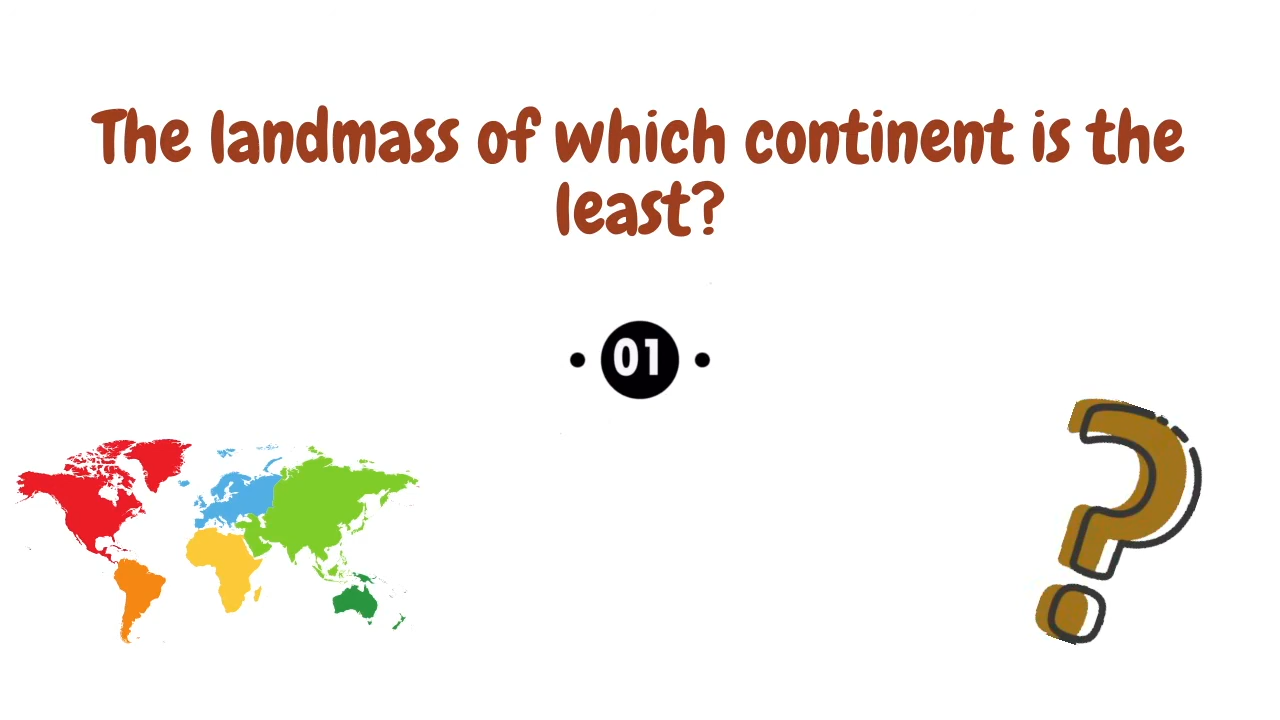 The landmass of which continent is the
least?
01